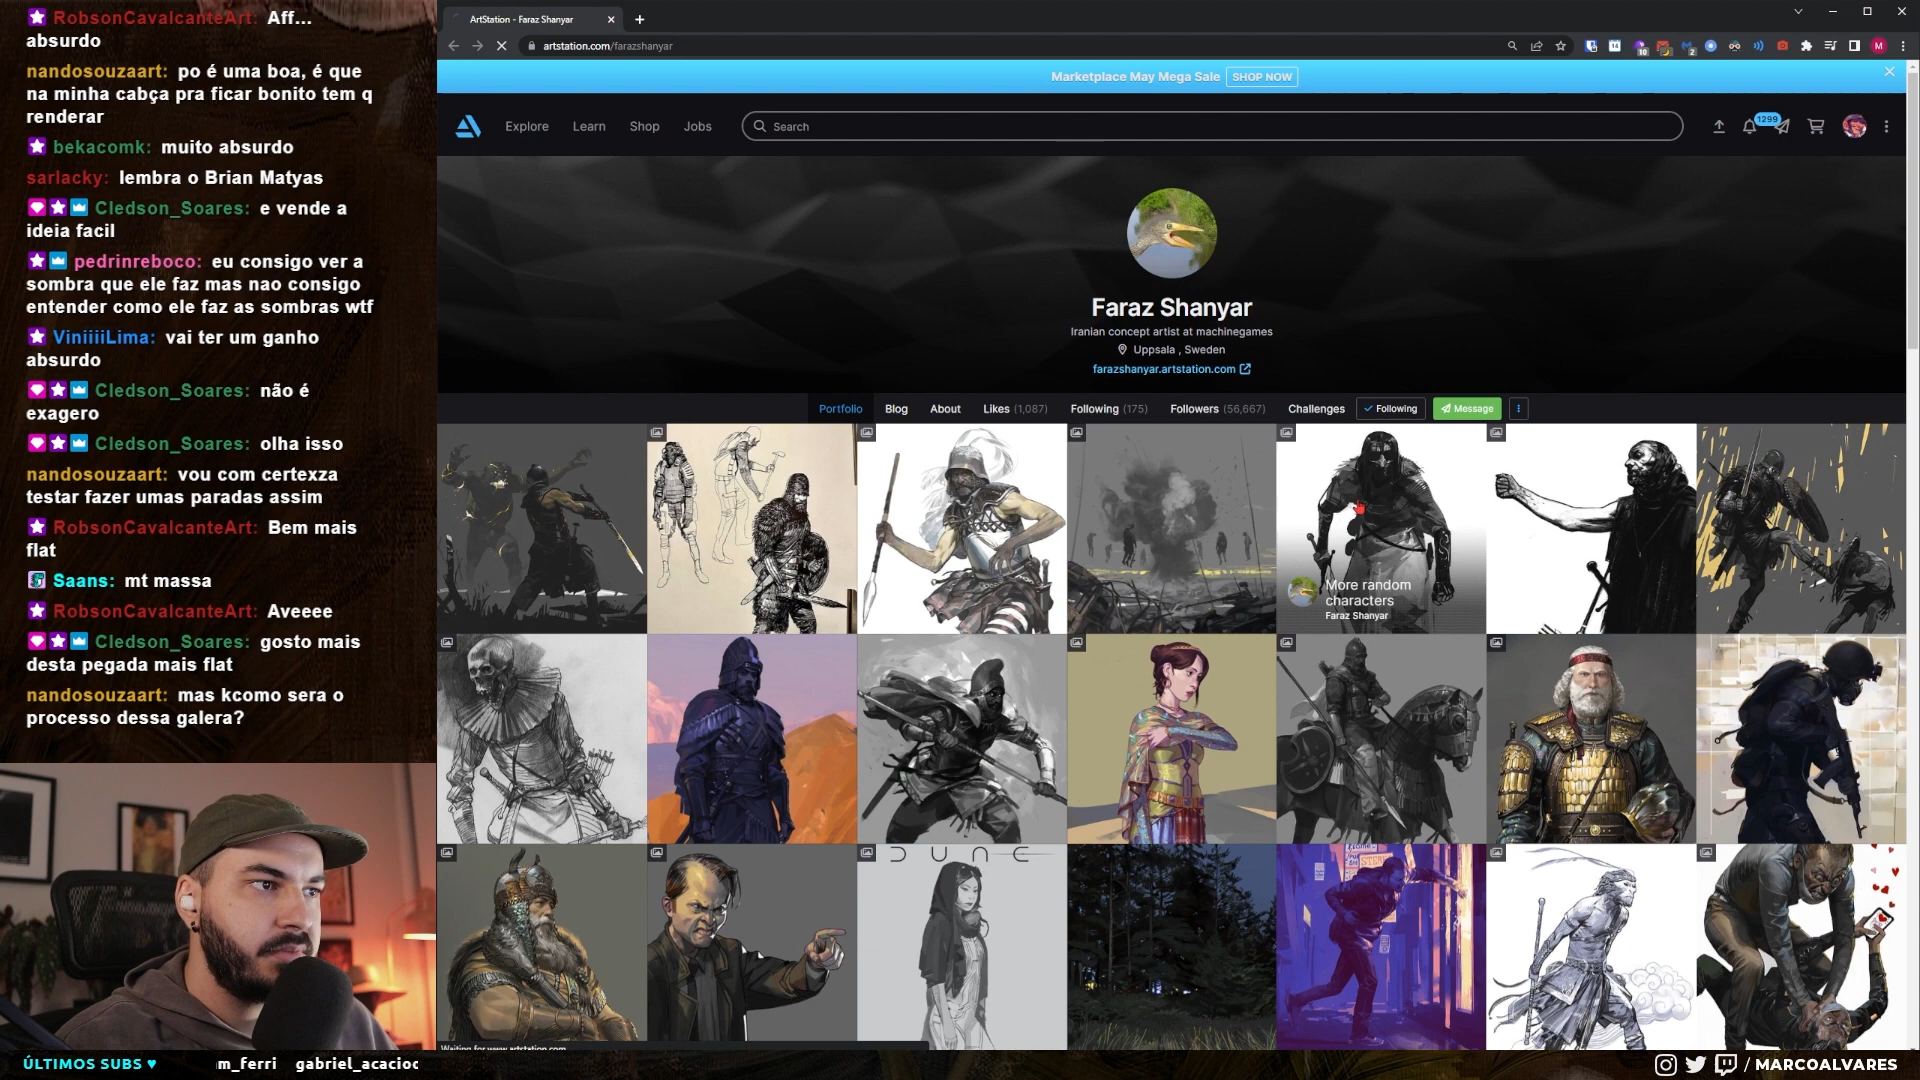 RobsonCavalcanteArt: Aff...
absurdo
nandosouzaart: po é uma boa, é que
na minha cabça pra ficar bonito tem q
renderar
bekacomk: muito absurdo
sarlacky: lembra o Brian Matyas
Cledson_Soares: e vende a
ideia facil
pedrinreboco: eu consigo ver a
sombra que ele faz mas nao consigo
entender como ele faz as sombras wtf
ViniiiiLima: vai ter um ganho
absurdo
Cledson_Soares: não é
exagero
Cledson_Soares: olha isso
nandosouzaart: vou com certexza
testar fazer umas paradas assim
RobsonCavalcanteArt: Bem mais
flat
Saans: mt massa
RobsonCavalcanteArt: Aveeee
Cledson_Soares: gosto mais
desta pegada mais flat
nandosouzaart: mas kcomo sera o
processo dessa galera?
ÚLTIMOS SUBS ♥ m_ferri gabriel_acacio
ArtStation - Faraz Shanyar
artstation.com/farazshanyar
Marketplace May Mega Sale SHOP NOW
Explore Learn Shop Jobs Search 1299
Faraz Shanyar
Iranian concept artist at machinegames
Uppsala , Sweden
farazshanyar.artstation.com
Portfolio Blog About Likes (1,087) Following (175) Followers (56,667) Challenges Following Message
More random
characters
Faraz Shanyar
DUNE
Waiting for www.artstation.com
/ MARCOALVARES